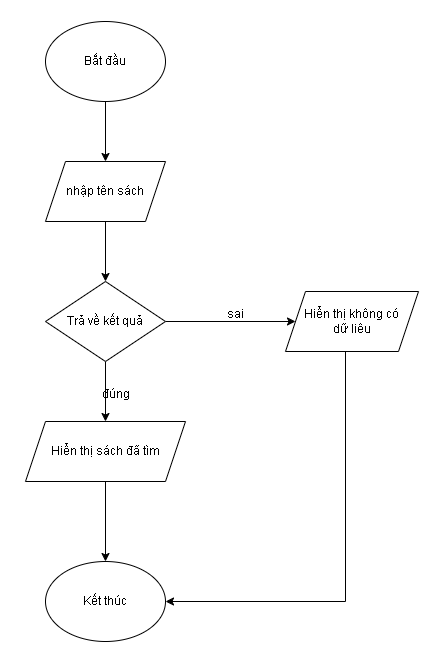 Bắt đầu
nhập tên sách
Trả về kết quả
sai
Hiển thị không có
dữ liêu
đúng
Hiển thị sách đã tìm
Kết thúc